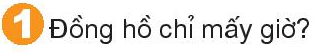 1 Đồng hồ chỉ mấy giờ?